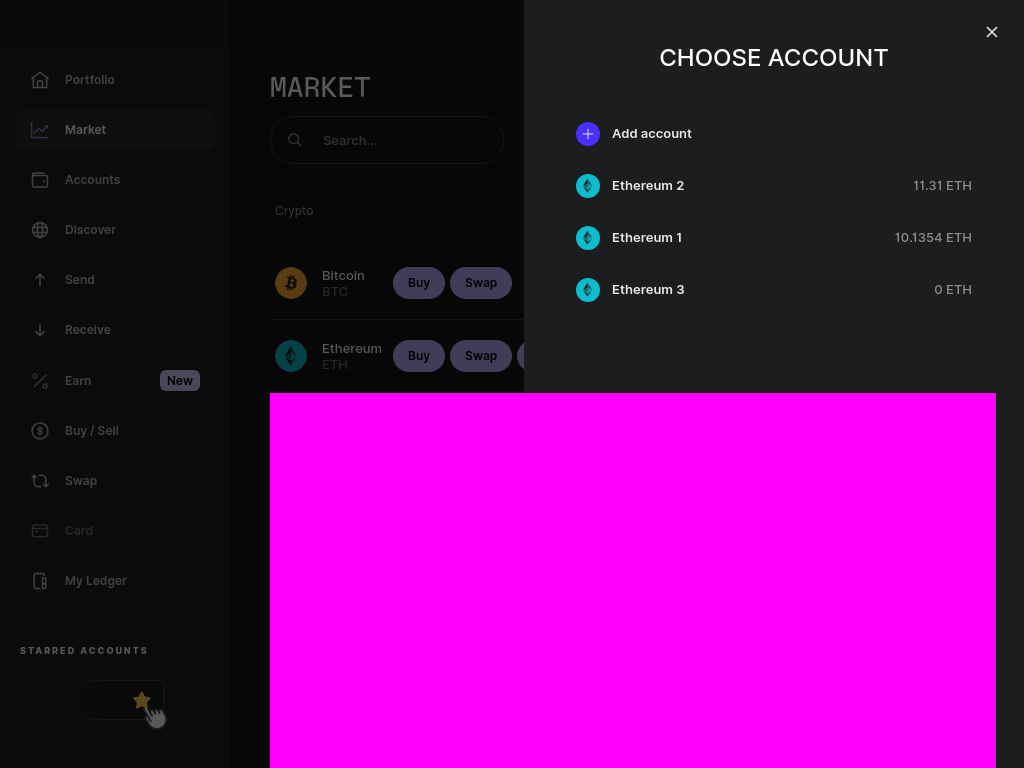 Portfolio
Market
Accounts
Discover
Send
Receive
Earn
New
Buy / Sell
Swap
Card
My Ledger
STARRED ACCOUNTS
MARKET
Search...
Crypto
Bitcoin
BTC
Buy
Swap
Ethereum
ETH
Buy
Swap
CHOOSE ACCOUNT
Add account
Ethereum 2 11.31 ETH
Ethereum 1 10.1354 ETH
Ethereum 3 0 ETH